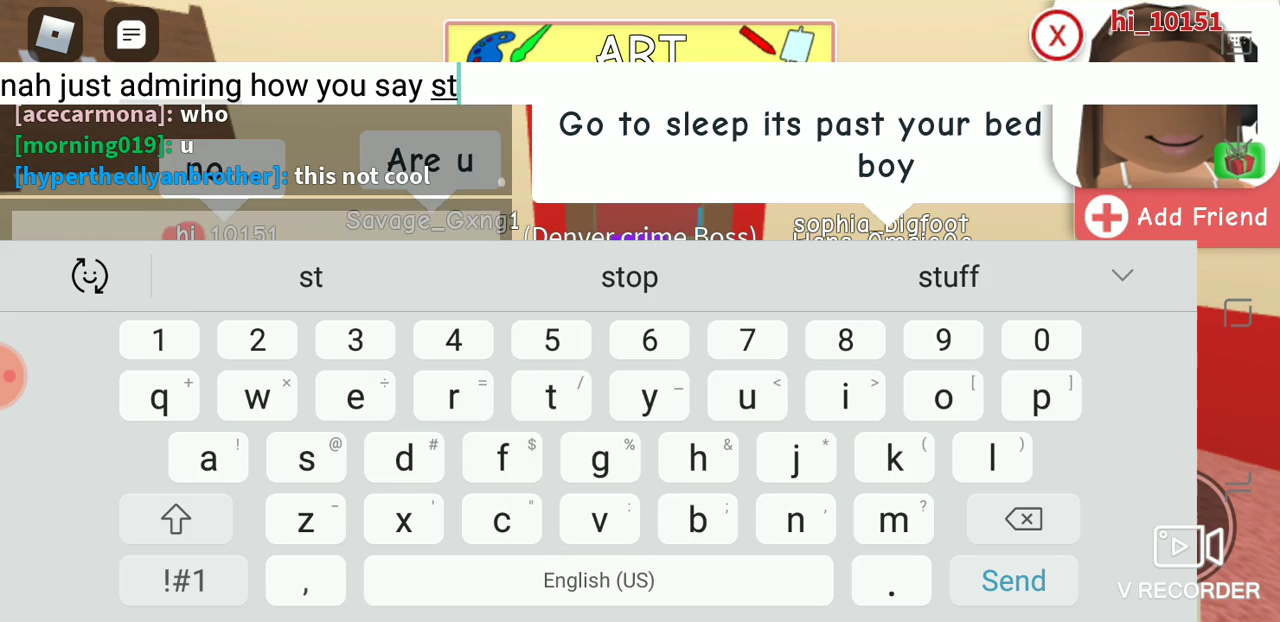 hi_10151
ART
nah just admiring how you say st
[acecarmona]: who
[morning019]: u
[hyperthedlyanbrother]: this not cool
no
Are u
Go to sleep its past your bed
boy
hi_10151
Savage_Gxng1
(Denver crime Boss)
sophia_bigfoot
Add Friend
st stop stuff
1 2 3 4 5 6 7 8 9 0
q + w × e ÷ r = t / y _ u < i > o [ p ]
a ! s @ d # f $ g % h & j * k ( l )
z - x ' c " v : b ; n , m ?
!#1 , English (US) . Send
V RECORDER